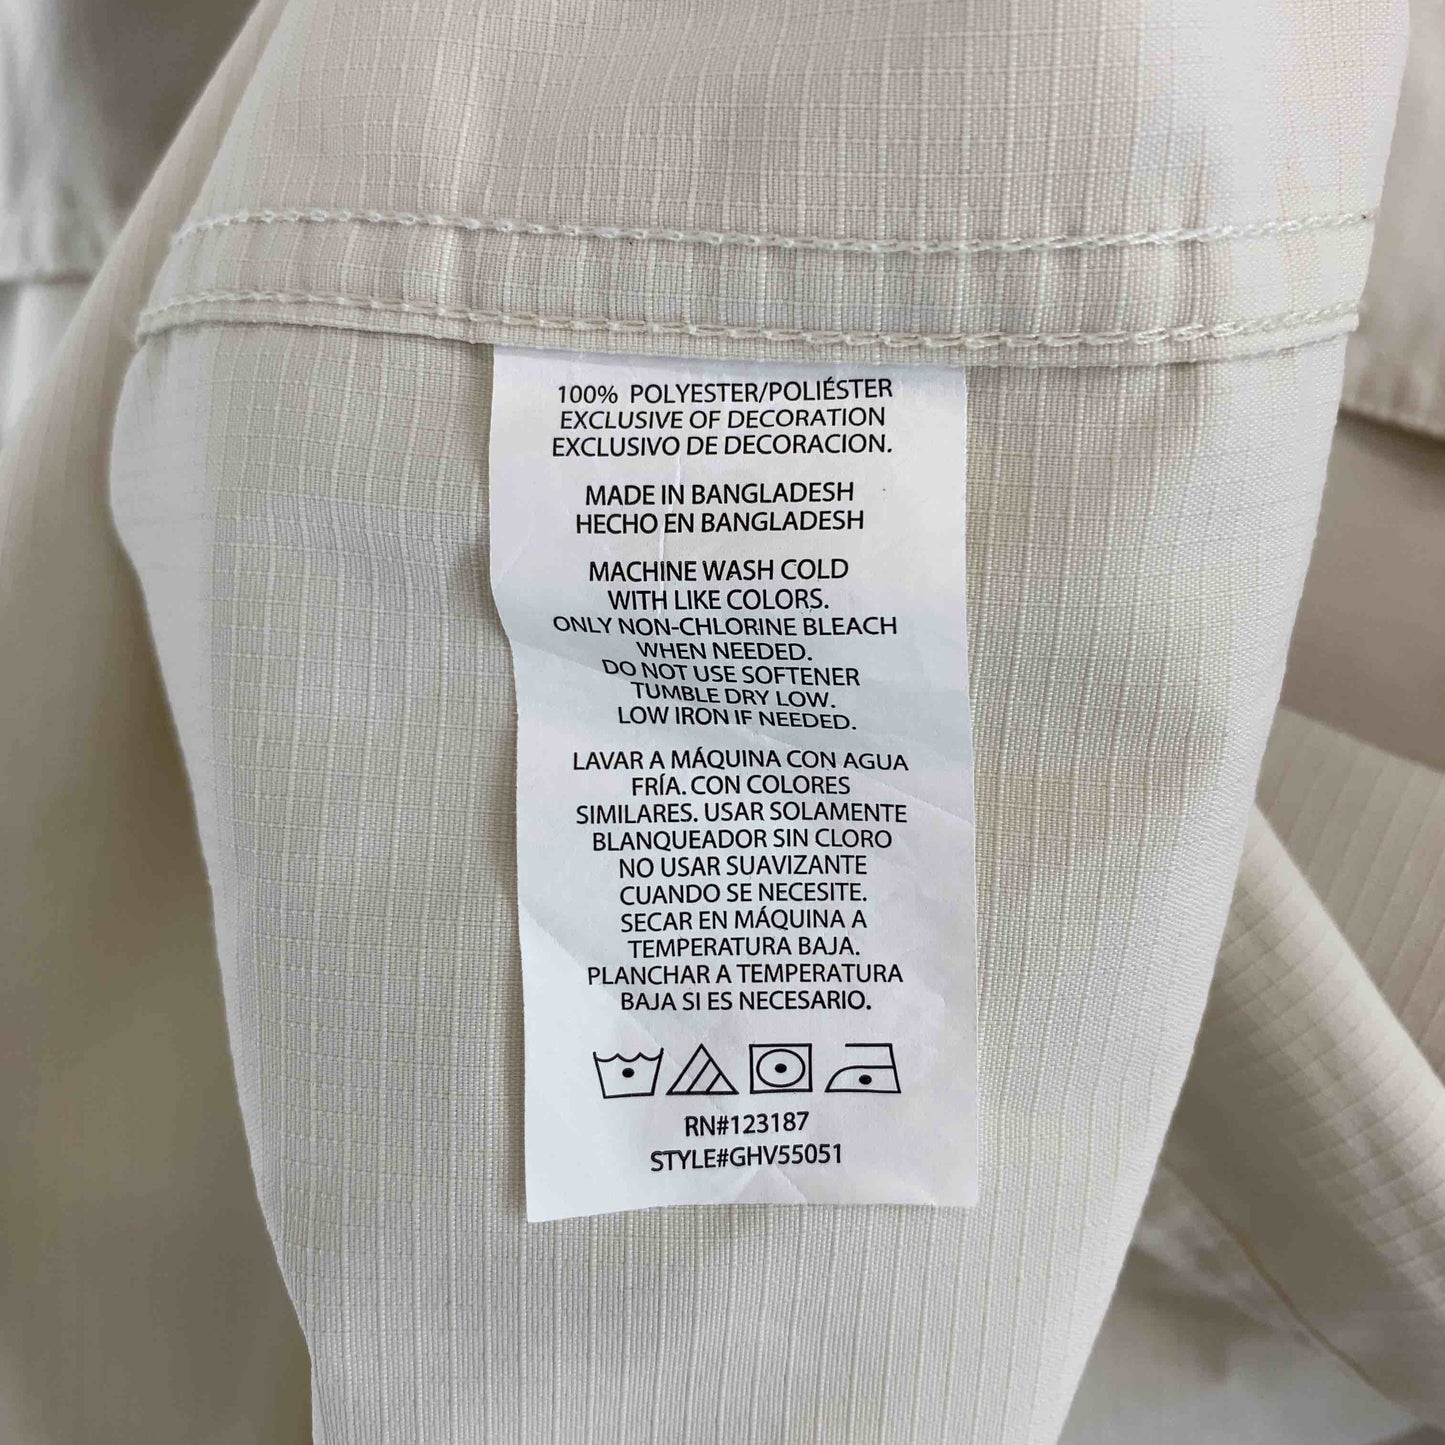 100% POLYESTER/POLIÉSTER
EXCLUSIVE OF DECORATION
EXCLUSIVO DE DECORACION.
MADE IN BANGLADESH
HECHO EN BANGLADESH
MACHINE WASH COLD
WITH LIKE COLORS.
ONLY NON-CHLORINE BLEACH
WHEN NEEDED.
DO NOT USE SOFTENER
TUMBLE DRY LOW.
LOW IRON IF NEEDED.
LAVAR A MÁQUINA CON AGUA
FRÍA. CON COLORES
SIMILARES. USAR SOLAMENTE
BLANQUEADOR SIN CLORO
NO USAR SUAVIZANTE
CUANDO SE NECESITE.
SECAR EN MÁQUINA A
TEMPERATURA BAJA.
PLANCHAR A TEMPERATURA
BAJA SI ES NECESARIO.
RN#123187
STYLE#GHV55051